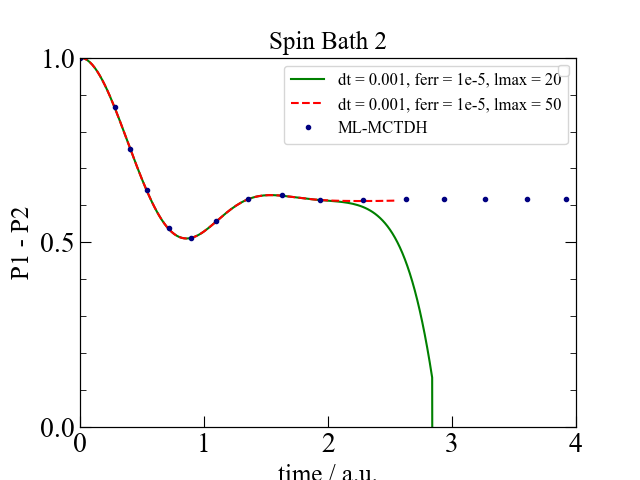 Spin Bath 2
1.0
dt = 0.001, ferr = 1e-5, lmax = 20
dt = 0.001, ferr = 1e-5, lmax = 50
ML-MCTDH
P1 - P2
0.5
0.0
0 1 2 3 4
time / a.u.